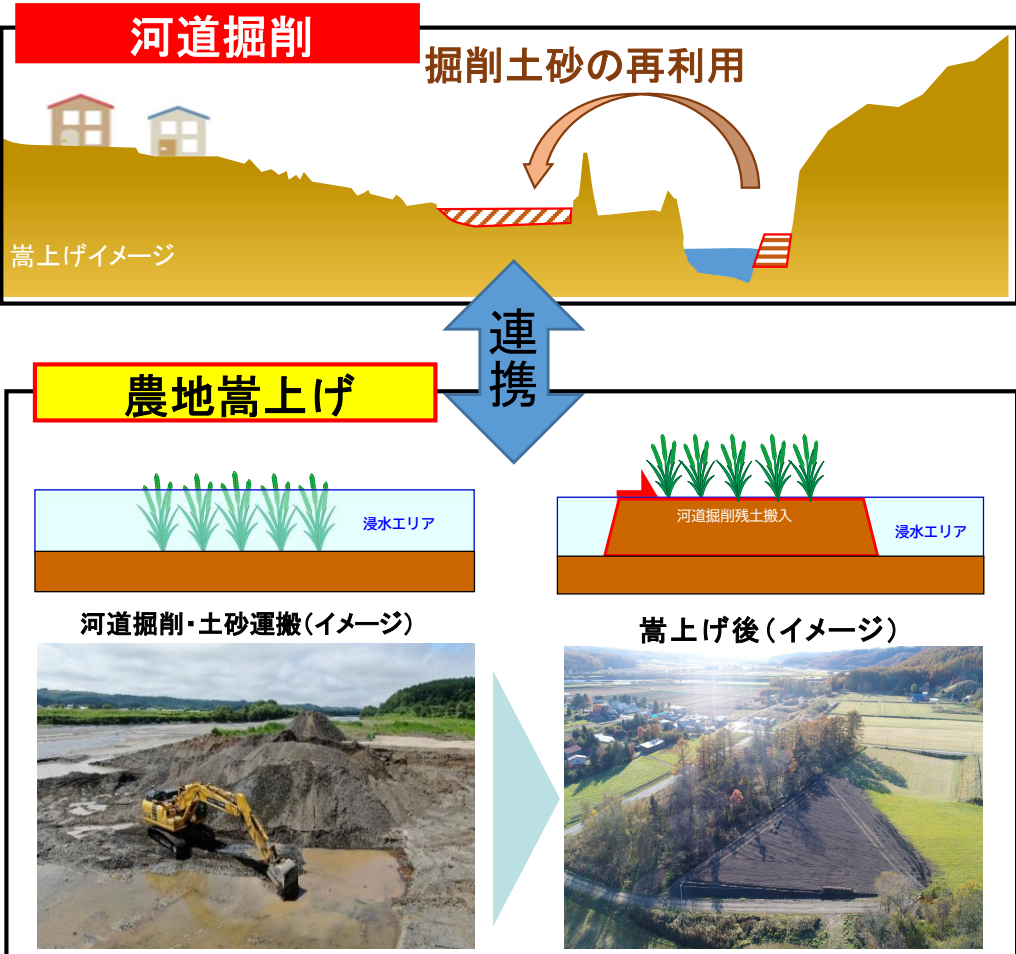 河道掘削
掘削土砂の再利用
嵩上げイメージ
連携
農地嵩上げ
浸水エリア
河道掘削残土搬入
浸水エリア
河道掘削・土砂運搬(イメージ)
嵩上げ後(イメージ)